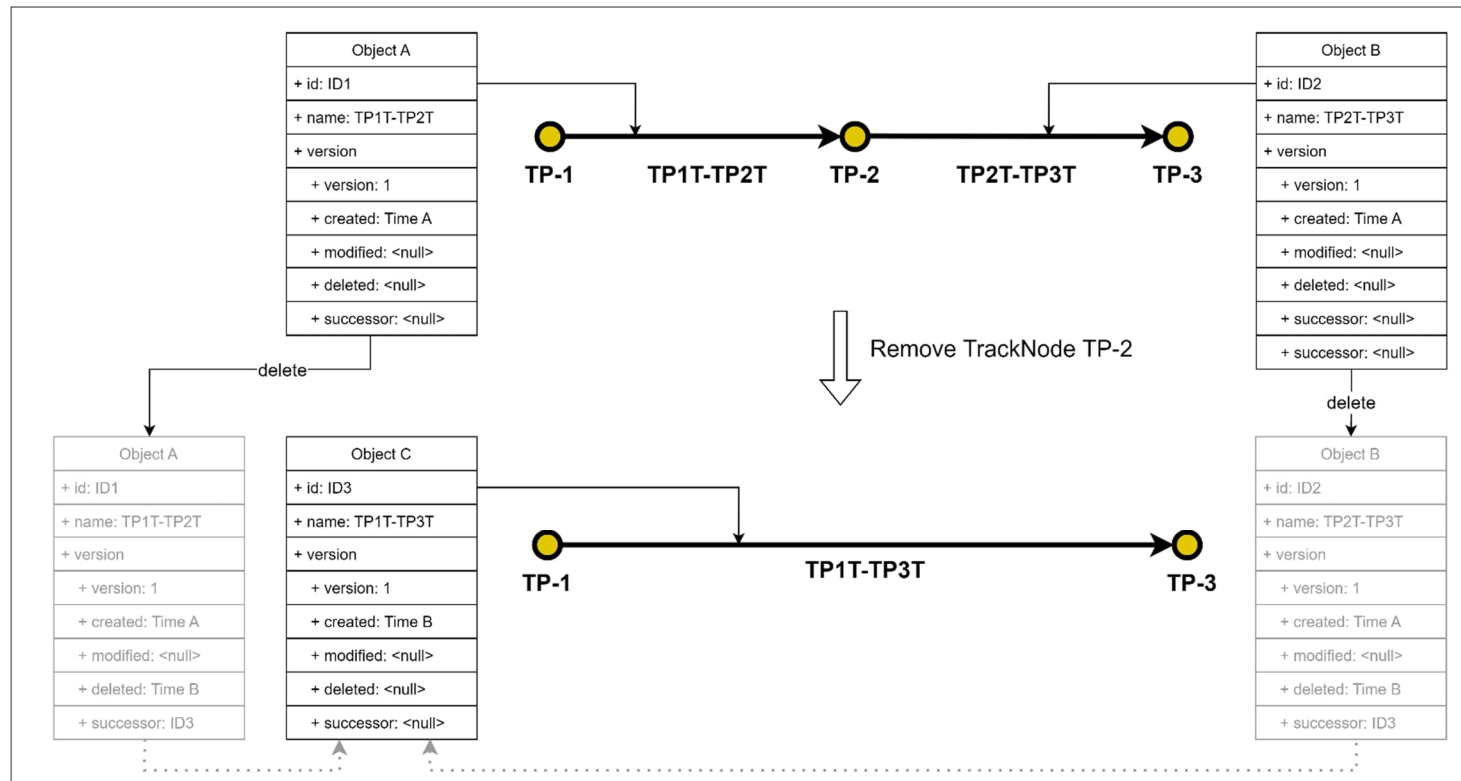 Object A
+ id: ID1
+ name: TP1T-TP2T
+ version
+ version: 1
+ created: Time A
+ modified: <null>
+ deleted: <null>
+ successor: <null>
TP-1
TP1T-TP2T
TP-2
TP2T-TP3T
TP-3
Object B
+ id: ID2
+ name: TP2T-TP3T
+ version
+ version: 1
+ created: Time A
+ modified: <null>
+ deleted: <null>
+ successor: <null>
+ successor: <null>
delete
Remove TrackNode TP-2
delete
Object A
+ id: ID1
+ name: TP1T-TP2T
+ version
+ version: 1
+ created: Time A
+ modified: <null>
+ deleted: Time B
+ successor: ID3
Object C
+ id: ID3
+ name: TP1T-TP3T
+ version
+ version: 1
+ created: Time B
+ modified: <null>
+ deleted: <null>
+ successor: <null>
TP-1
TP1T-TP3T
TP-3
Object B
+ id: ID2
+ name: TP2T-TP3T
+ version
+ version: 1
+ created: Time A
+ modified: <null>
+ deleted: Time B
+ successor: ID3